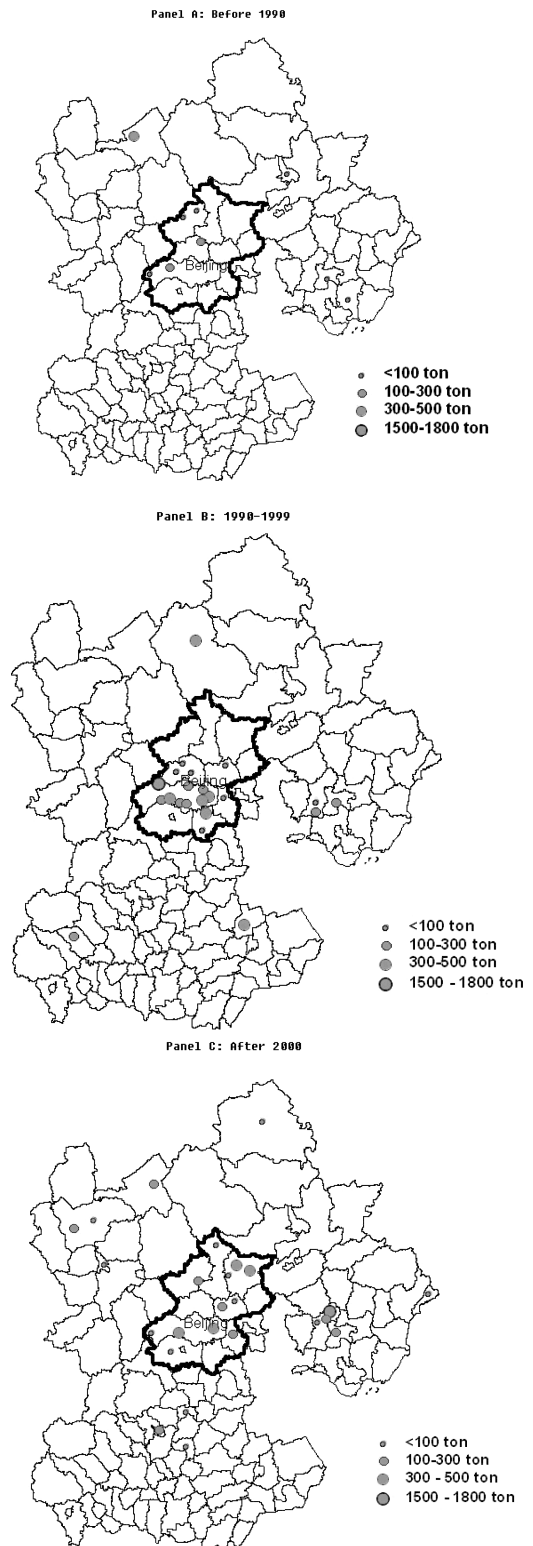 Panel A: Before 1990
Beijing
<100 ton
100-300 ton
300-500 ton
1500-1800 ton
Panel B: 1990-1999
Beijing
<100 ton
100-300 ton
300-500 ton
1500 - 1800 ton
Panel C: After 2000
Beijing
<100 ton
100-300 ton
300 - 500 ton
1500 - 1800 ton